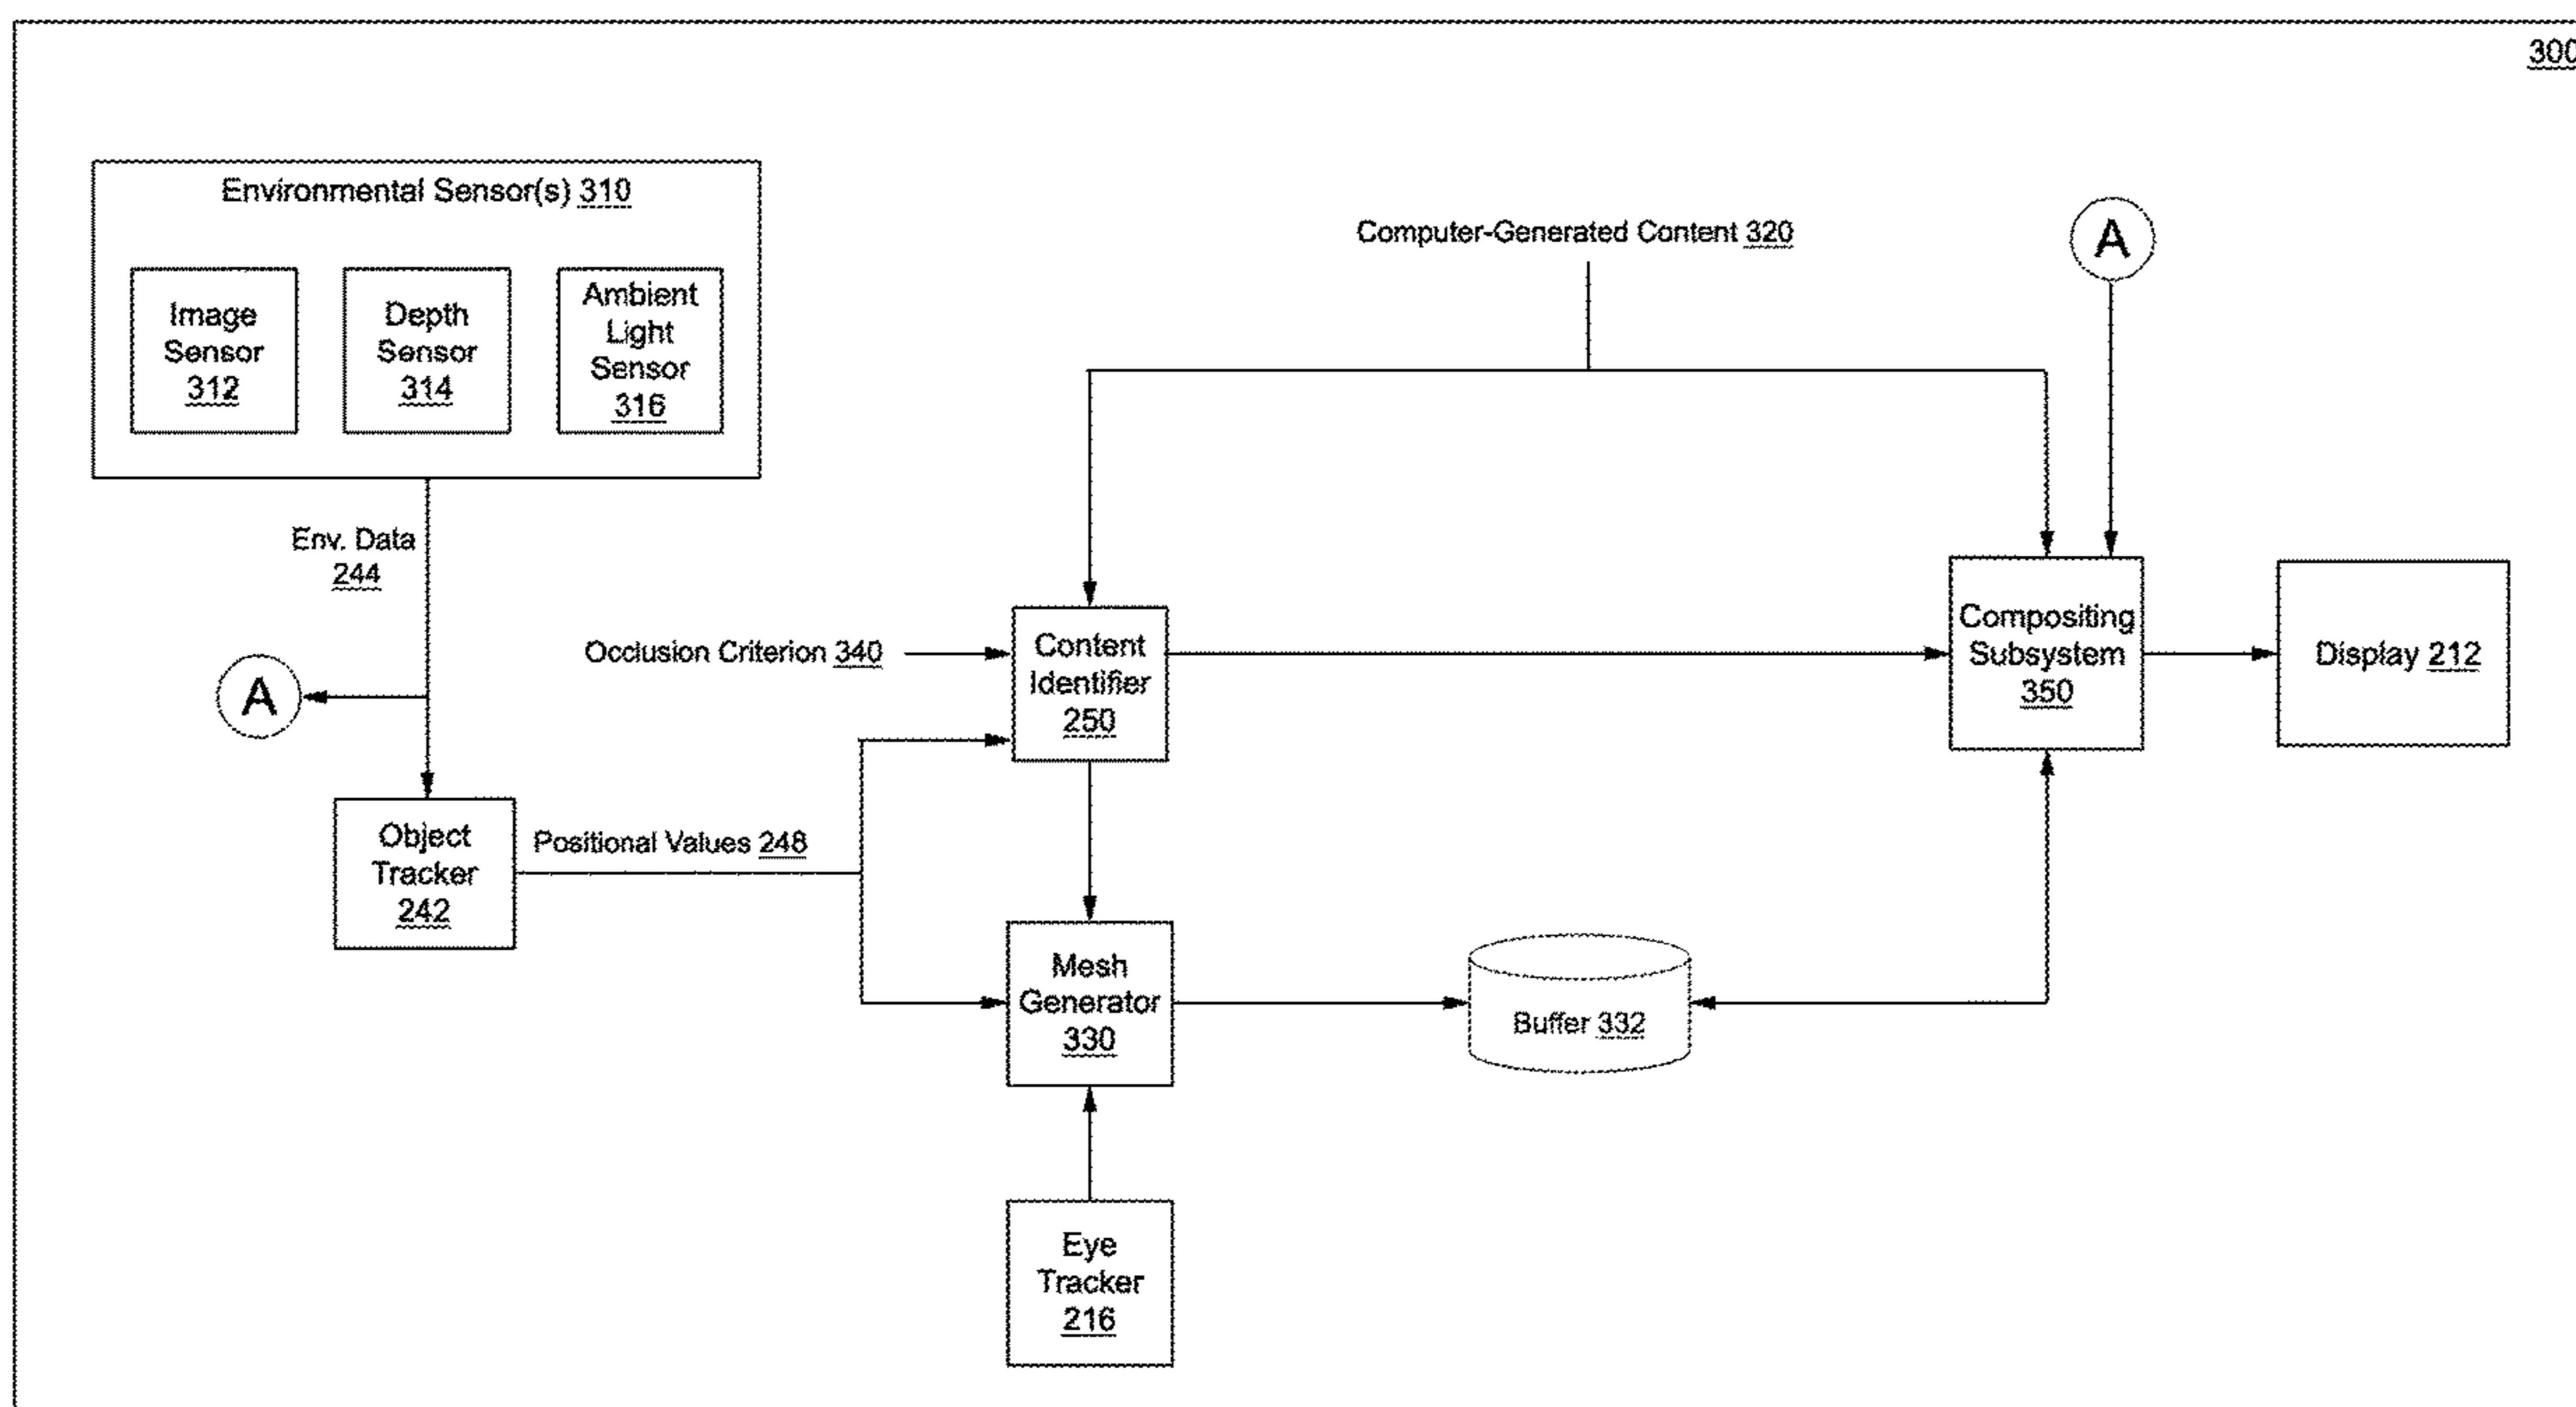 300
Environmental Sensor(s) 310
Image
Sensor
312
Depth
Sensor
314
Ambient
Light
Sensor
316
Computer-Generated Content 320
A
Env. Data
244
A
Occlusion Criterion 340
Content
Identifier
250
Compositing
Subsystem
350
Display 212
Object
Tracker
242
Positional Values 248
Mesh
Generator
330
Buffer 332
Eye
Tracker
216